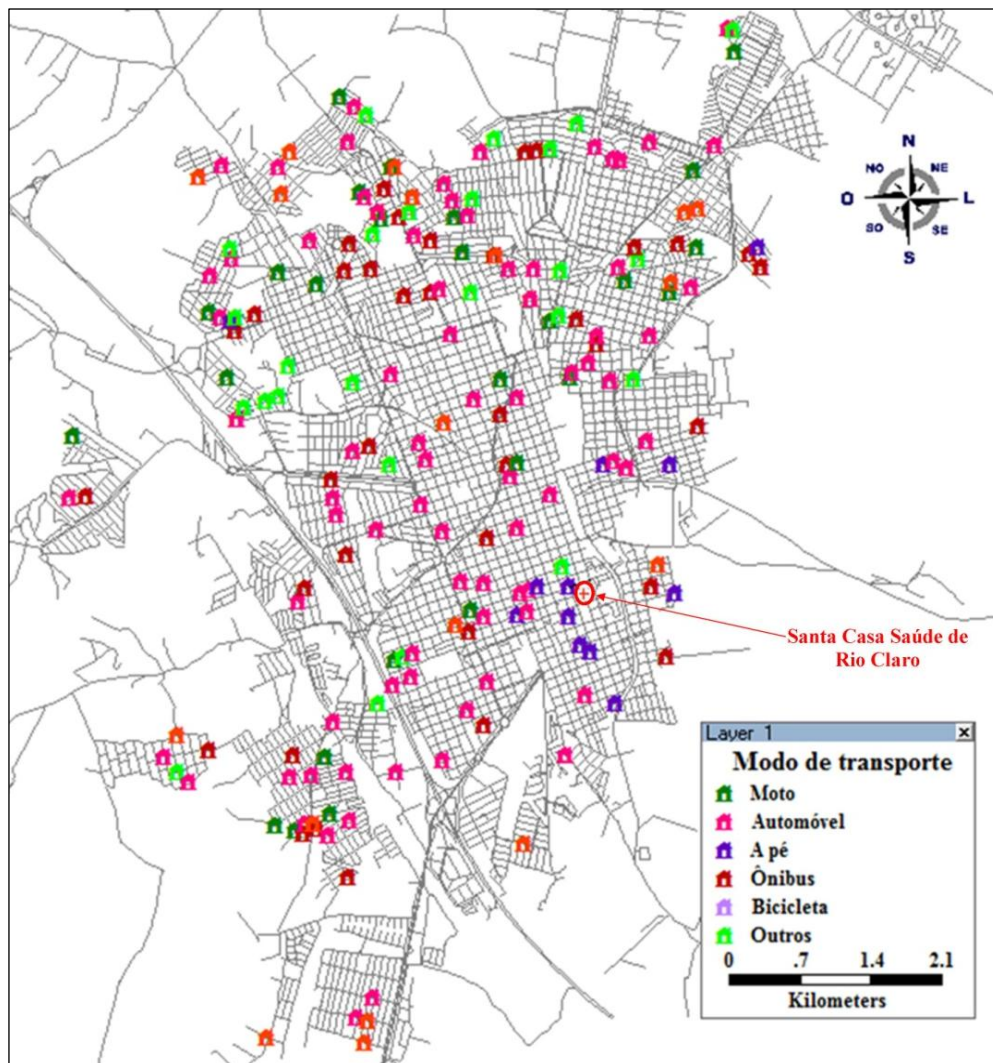 N
NO
NE
O
L
SO
SE
S
Santa Casa Saúde de
Rio Claro
Layer 1
Modo de transporte
Moto
Automóvel
A pé
Ônibus
Bicicleta
Outros
0 .7 1.4 2.1
Kilometers